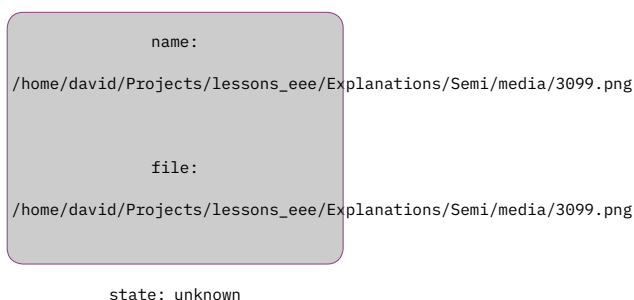 name:
/home/david/Projects/lessons_eee/Explanations/Semi/media/3099.png
file:
/home/david/Projects/lessons_eee/Explanations/Semi/media/3099.png
state: unknown